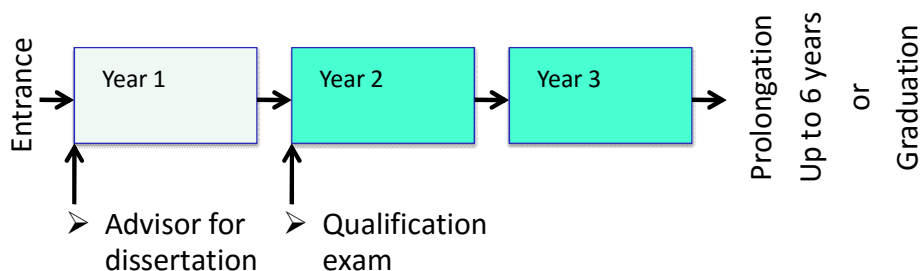 Entrance
Year 1
Year 2
Year 3
Prolongation
Up to 6 years
or
Graduation
➢ Advisor for
dissertation
➢ Qualification
exam